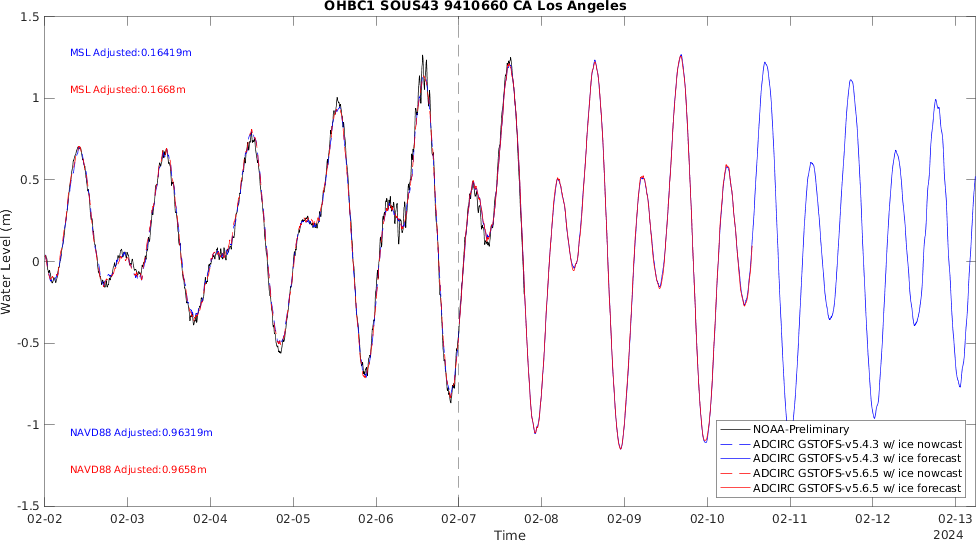 OHBC1 SOUS43 9410660 CA Los Angeles
1.5
1
0.5
0
-0.5
-1
-1.5
Water Level (m)
MSL Adjusted:0.16419m
MSL Adjusted:0.1668m
NAVD88 Adjusted:0.96319m
NAVD88 Adjusted:0.9658m
NOAA-Preliminary
ADCIRC GSTOFS-v5.4.3 w/ ice nowcast
ADCIRC GSTOFS-v5.4.3 w/ ice forecast
ADCIRC GSTOFS-v5.6.5 w/ ice nowcast
ADCIRC GSTOFS-v5.6.5 w/ ice forecast
02-02 02-03 02-04 02-05 02-06 02-07 02-08 02-09 02-10 02-11 02-12 02-13
Time
2024